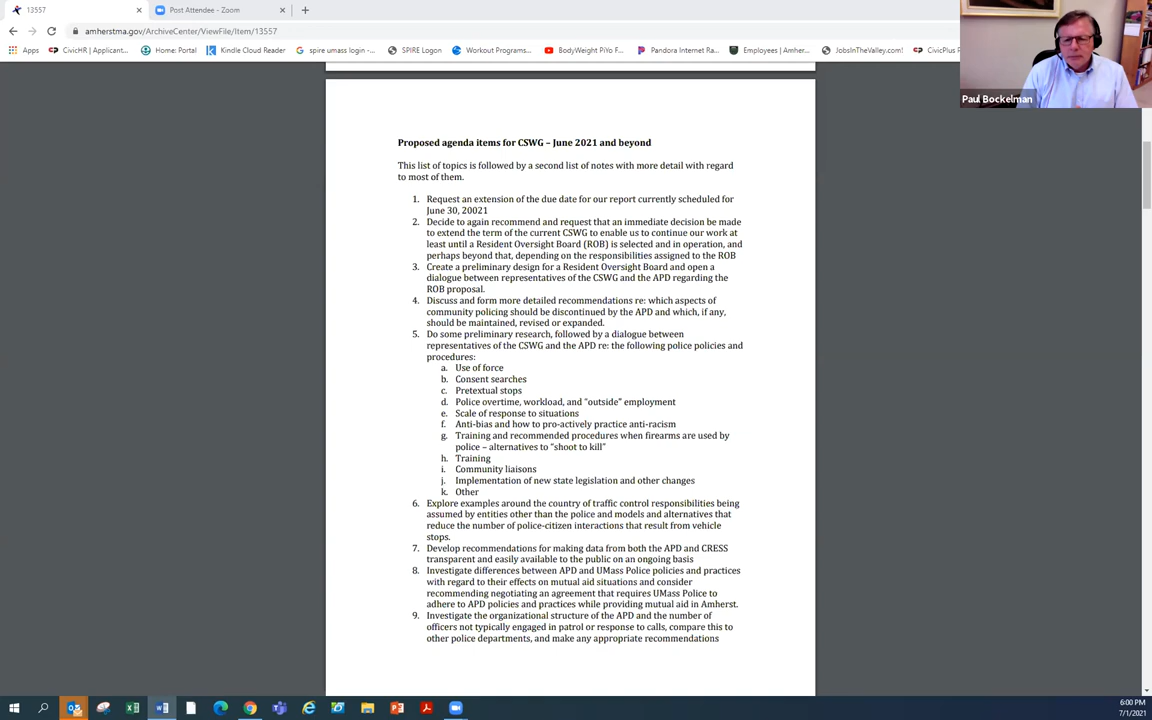 13557
Post Attendee - Zoom
amherstma.gov/ArchiveCenter/ViewFile/Item/13557
Apps
CivicHR | Applicant...
Home: Portal
Kindle Cloud Reader
spire umass login -...
SPIRE Logon
Workout Programs...
BodyWeight PiYo F...
Pandora Internet Ra...
Employees | Amher...
JobsInTheValley.com!
CivicPlus P
Paul Bockelman
Proposed agenda items for CSWG – June 2021 and beyond
This list of topics is followed by a second list of notes with more detail with regard
to most of them.
1. Request an extension of the due date for our report currently scheduled for
June 30, 20021
2. Decide to again recommend and request that an immediate decision be made
to extend the term of the current CSWG to enable us to continue our work at
least until a Resident Oversight Board (ROB) is selected and in operation, and
perhaps beyond that, depending on the responsibilities assigned to the ROB
3. Create a preliminary design for a Resident Oversight Board and open a
dialogue between representatives of the CSWG and the APD regarding the
ROB proposal.
4. Discuss and form more detailed recommendations re: which aspects of
community policing should be discontinued by the APD and which, if any,
should be maintained, revised or expanded.
5. Do some preliminary research, followed by a dialogue between
representatives of the CSWG and the APD re: the following police policies and
procedures:
a. Use of force
b. Consent searches
c. Pretextual stops
d. Police overtime, workload, and “outside” employment
e. Scale of response to situations
f. Anti-bias and how to pro-actively practice anti-racism
g. Training and recommended procedures when firearms are used by
police – alternatives to “shoot to kill”
h. Training
i. Community liaisons
j. Implementation of new state legislation and other changes
k. Other
6. Explore examples around the country of traffic control responsibilities being
assumed by entities other than the police and models and alternatives that
reduce the number of police-citizen interactions that result from vehicle
stops.
7. Develop recommendations for making data from both the APD and CRESS
transparent and easily available to the public on an ongoing basis
8. Investigate differences between APD and UMass Police policies and practices
with regard to their effects on mutual aid situations and consider
recommending negotiating an agreement that requires UMass Police to
adhere to APD policies and practices while providing mutual aid in Amherst.
9. Investigate the organizational structure of the APD and the number of
officers not typically engaged in patrol or response to calls, compare this to
other police departments, and make any appropriate recommendations
6:00 PM
7/1/2021